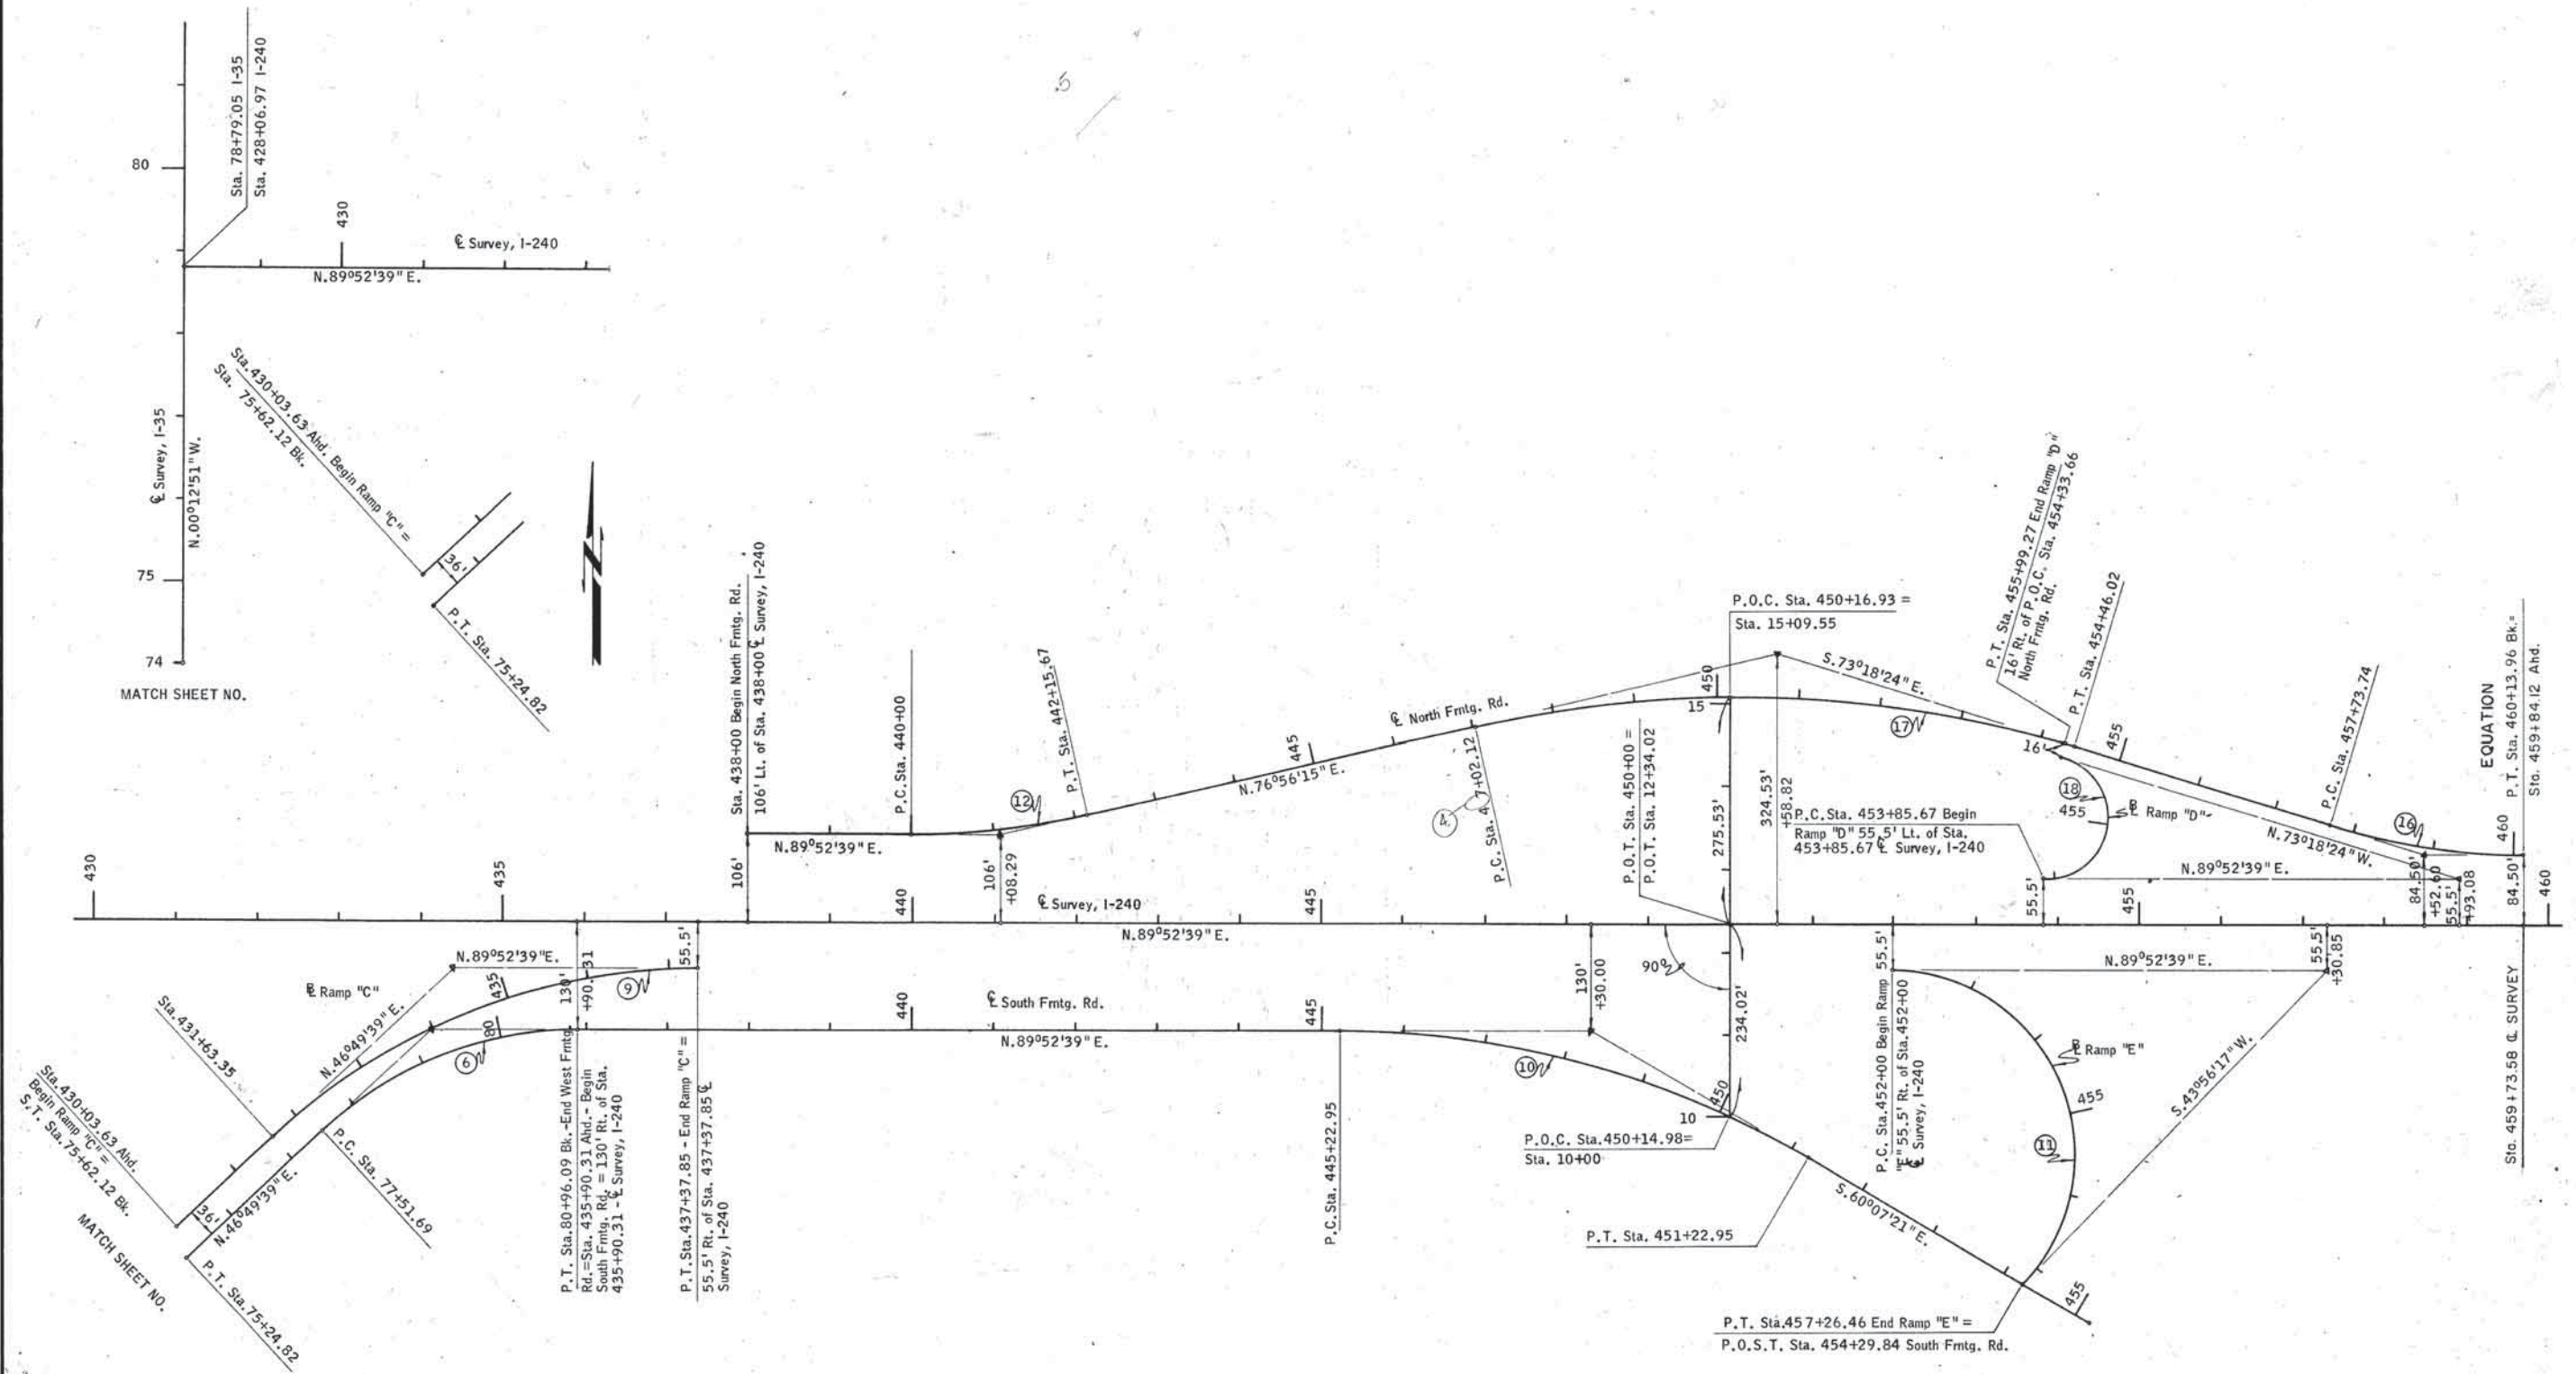 Sta. 78+79.05 I-35
Sta. 428+06.97 I-240
80
430
℄ Survey, I-240
N.89°52'39" E.
℄ Survey, I-35
N.00°12'51" W.
75
74
MATCH SHEET NO.
Sta. 430+03.63 Ahd. Begin Ramp "C" =
Sta. 75+62.12 Bk.
36'
P.T. Sta. 75+24.82
.5
Sta. 438+00 Begin North Frntg. Rd.
106' Lt. of Sta. 438+00 ℄ Survey, I-240
P.C. Sta. 440+00
12
P.T. Sta. 442+15.67
N.89°52'39" E.
106'
106'
+08.29
445
℄ North Frntg. Rd.
N.76°56'15" E.
4
P.C. Sta. 447+02.12
450
15
P.O.C. Sta. 450+16.93 =
Sta. 15+09.55
S.73°18'24" E.
P.O.T. Sta. 450+00 =
P.O.T. Sta. 12+34.02
275.53'
324.53'
+58.82
17
P.T. Sta. 455+99.27 End Ramp "D"
16' Rt. of P.O.C. Sta. 454+33.66
North Frntg. Rd.
P.T. Sta. 454+46.02
16'
455
18
455
Ramp "D"
P.C. Sta. 453+85.67 Begin
Ramp "D" 55.5' Lt. of Sta.
453+85.67 ℄ Survey, I-240
P.C. Sta. 457+73.74
N.73°18'24" W.
16
N.89°52'39" E.
55.5'
84.50'
+52.60
55.5'
+93.08
84.50'
460
EQUATION
P.T. Sta. 460+13.96 Bk.=
Sta. 459+84.12 Ahd.
430
435
440
℄ Survey, I-240
N.89°52'39" E.
445
455
460
Sta. 459+73.58 ℄ SURVEY
Ramp "C"
N.89°52'39" E.
N.46°49'39" E.
435
130'
+90.31
9
55.5'
80
6
Sta. 431+63.35
Sta. 430+03.63 Ahd.
Begin Ramp "C" =
S.T. Sta. 75+62.12 Bk.
36'
N.46°49'39" E.
P.C. Sta. 77+51.69
MATCH SHEET NO.
P.T. Sta. 75+24.82
P.T. Sta. 80+96.09 Bk.-End West Frntg.
Rd.=Sta. 435+90.31 Ahd.- Begin
South Frntg. Rd. = 130' Rt. of Sta.
435+90.31 - ℄ Survey, I-240
P.T. Sta. 437+37.85 - End Ramp "C" =
55.5' Rt. of Sta. 437+37.85 ℄
Survey, I-240
440
℄ South Frntg. Rd.
N.89°52'39" E.
445
130'
+30.00
90°
234.02'
10
450
10
P.C. Sta. 445+22.95
P.O.C. Sta. 450+14.98=
Sta. 10+00
P.T. Sta. 451+22.95
S.60°07'21" E.
55.5'
P.C. Sta. 452+00 Begin Ramp
"E" 55.5' Rt. of Sta. 452+00
℄ Survey, I-240
N.89°52'39" E.
55.5'
+30.85
Ramp "E"
455
11
S.43°56'17" W.
455
P.T. Sta. 457+26.46 End Ramp "E" =
P.O.S.T. Sta. 454+29.84 South Frntg. Rd.